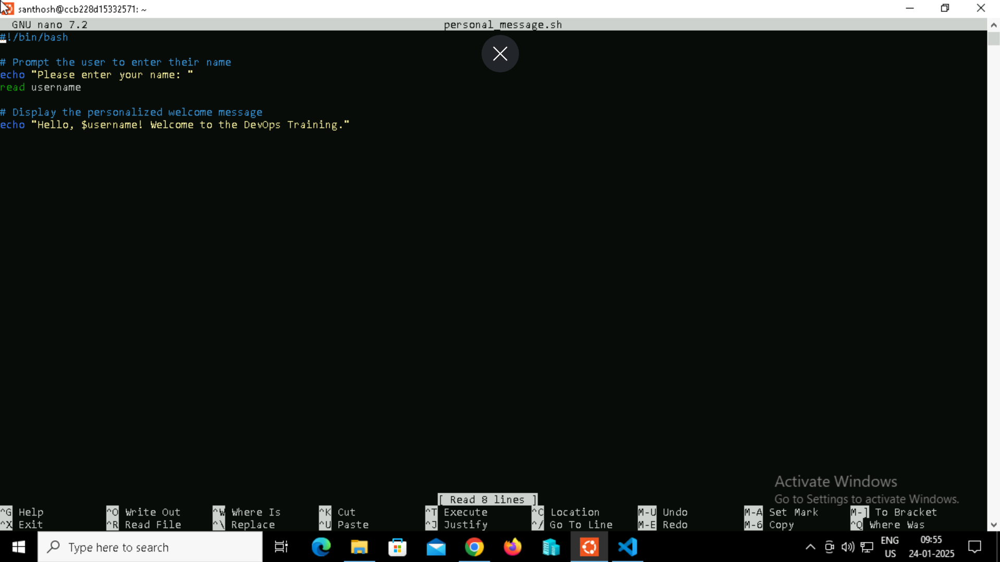 santhosh@ccb228d15332571: ~
GNU nano 7.2 personal_message.sh
#!/bin/bash
# Prompt the user to enter their name
echo "Please enter your name: "
read username
# Display the personalized welcome message
echo "Hello, $username! Welcome to the DevOps Training."
Activate Windows
Go to Settings to activate Windows.
[ Read 8 lines ]
^G Help ^O Write Out ^W Where Is ^K Cut ^T Execute ^C Location M-U Undo M-A Set Mark M-] To Bracket
^X Exit ^R Read File ^\ Replace ^U Paste ^J Justify ^/ Go To Line M-E Redo M-6 Copy ^Q Where Was
Type here to search
ENG
US
09:55
24-01-2025